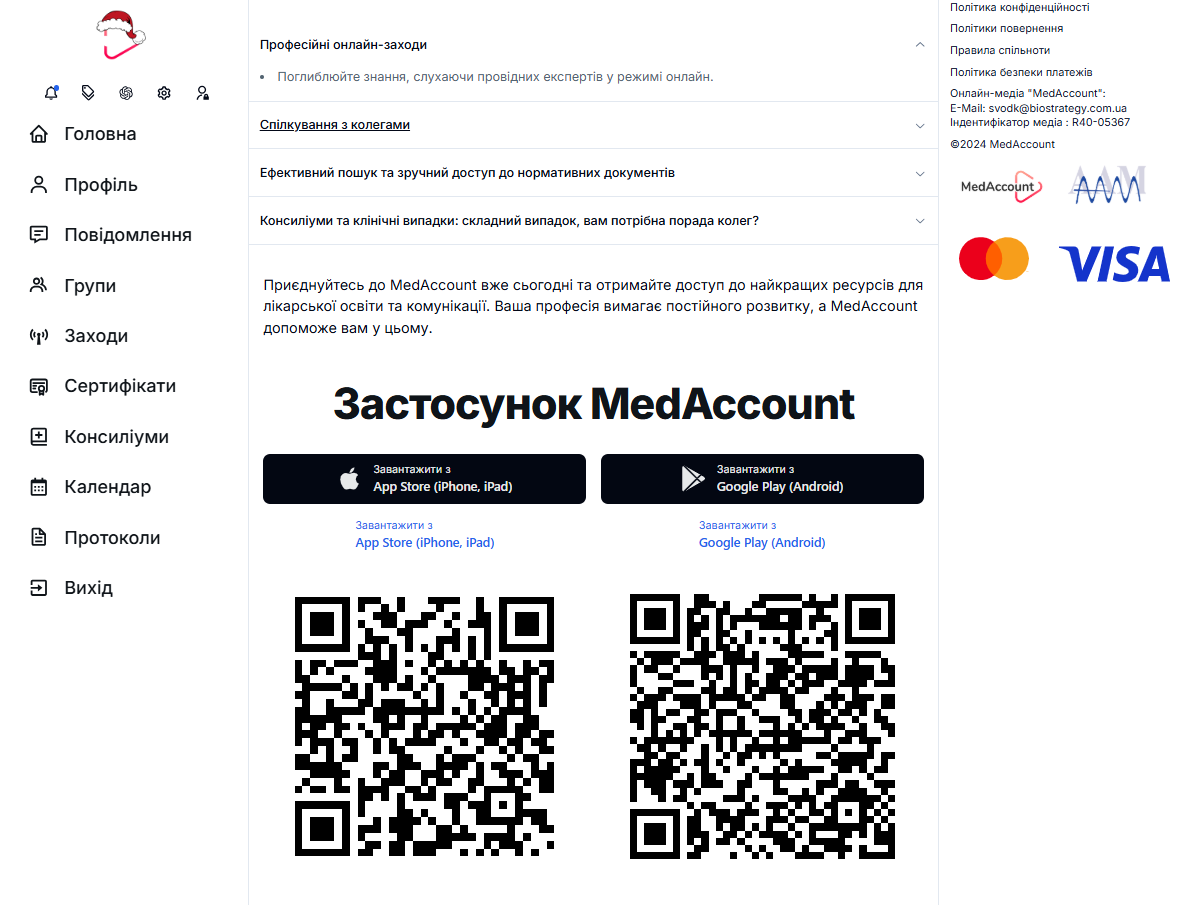 Головна
Профіль
Повідомлення
Групи
Заходи
Сертифікати
Консиліуми
Календар
Протоколи
Вихід
Професійні онлайн-заходи
Поглиблюйте знання, слухаючи провідних експертів у режимі онлайн.
Спілкування з колегами
Ефективний пошук та зручний доступ до нормативних документів
Консиліуми та клінічні випадки: складний випадок, вам потрібна порада колег?
Приєднуйтесь до MedAccount вже сьогодні та отримайте доступ до найкращих ресурсів для
лікарської освіти та комунікації. Ваша професія вимагає постійного розвитку, а MedAccount
допоможе вам у цьому.
Застосунок MedAccount
Завантажити з
App Store (iPhone, iPad)
Завантажити з
Google Play (Android)
Завантажити з
App Store (iPhone, iPad)
Завантажити з
Google Play (Android)
Політика конфіденційності
Політики повернення
Правила спільноти
Політика безпеки платежів
Онлайн-медіа "MedAccount":
E-Mail: svodk@biostrategy.com.ua
Індентифікатор медіа : R40-05367
©2024 MedAccount
MedAccount
AAM
VISA